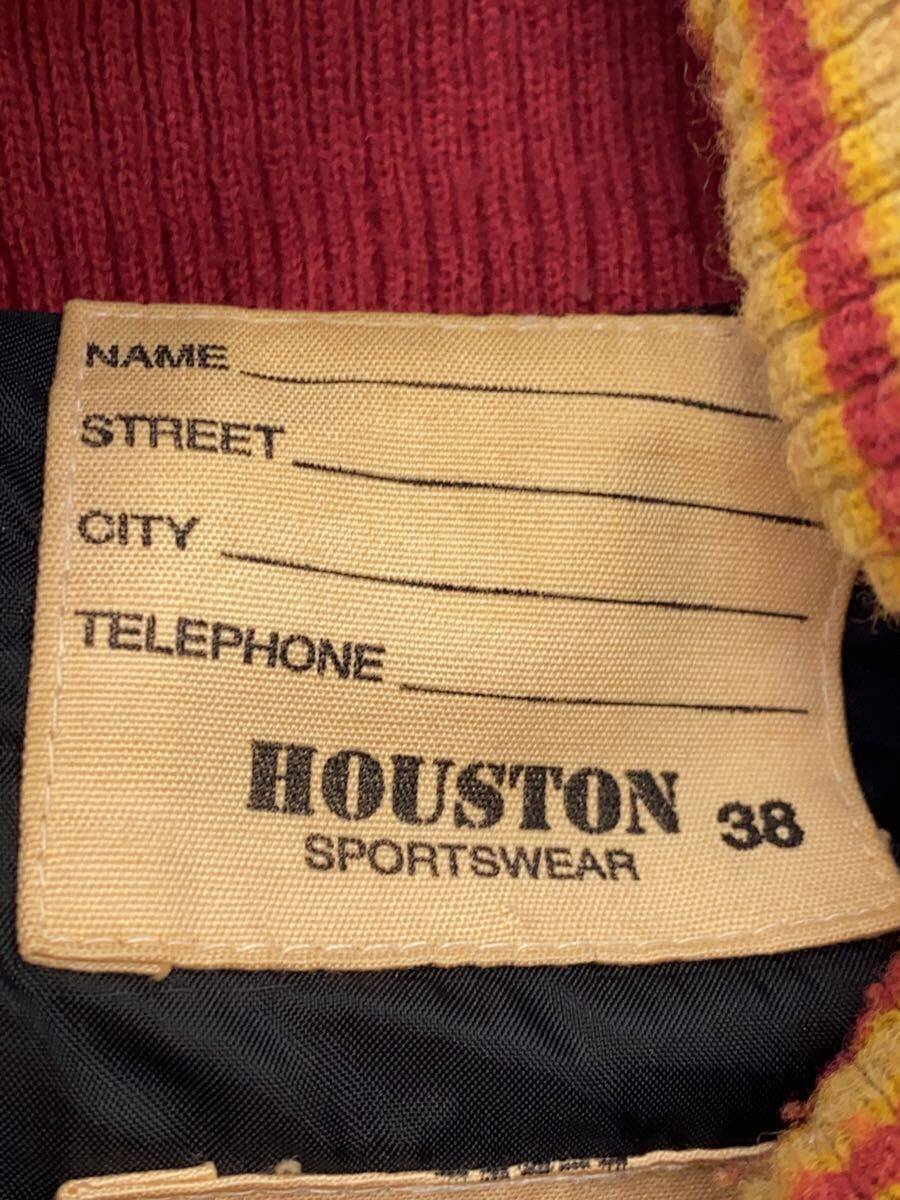 NAME
STREET
CITY
TELEPHONE
HOUSTON 38
SPORTSWEAR